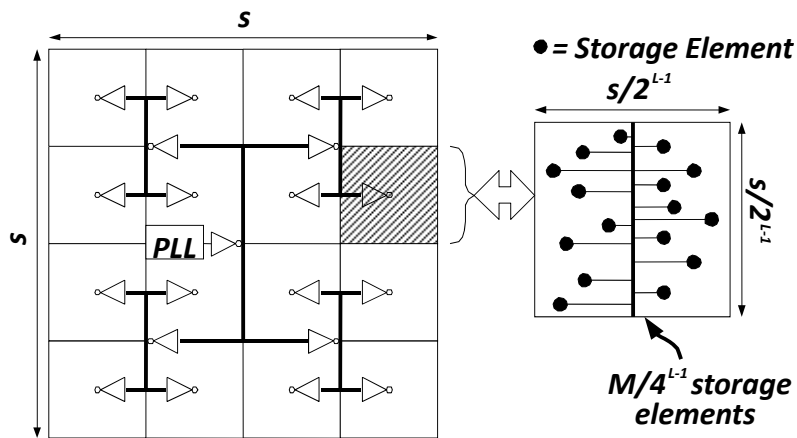 s
● = Storage Element
s/2^{L-1}
s
PLL
s/2^{L-1}
M/4^{L-1} storage
elements